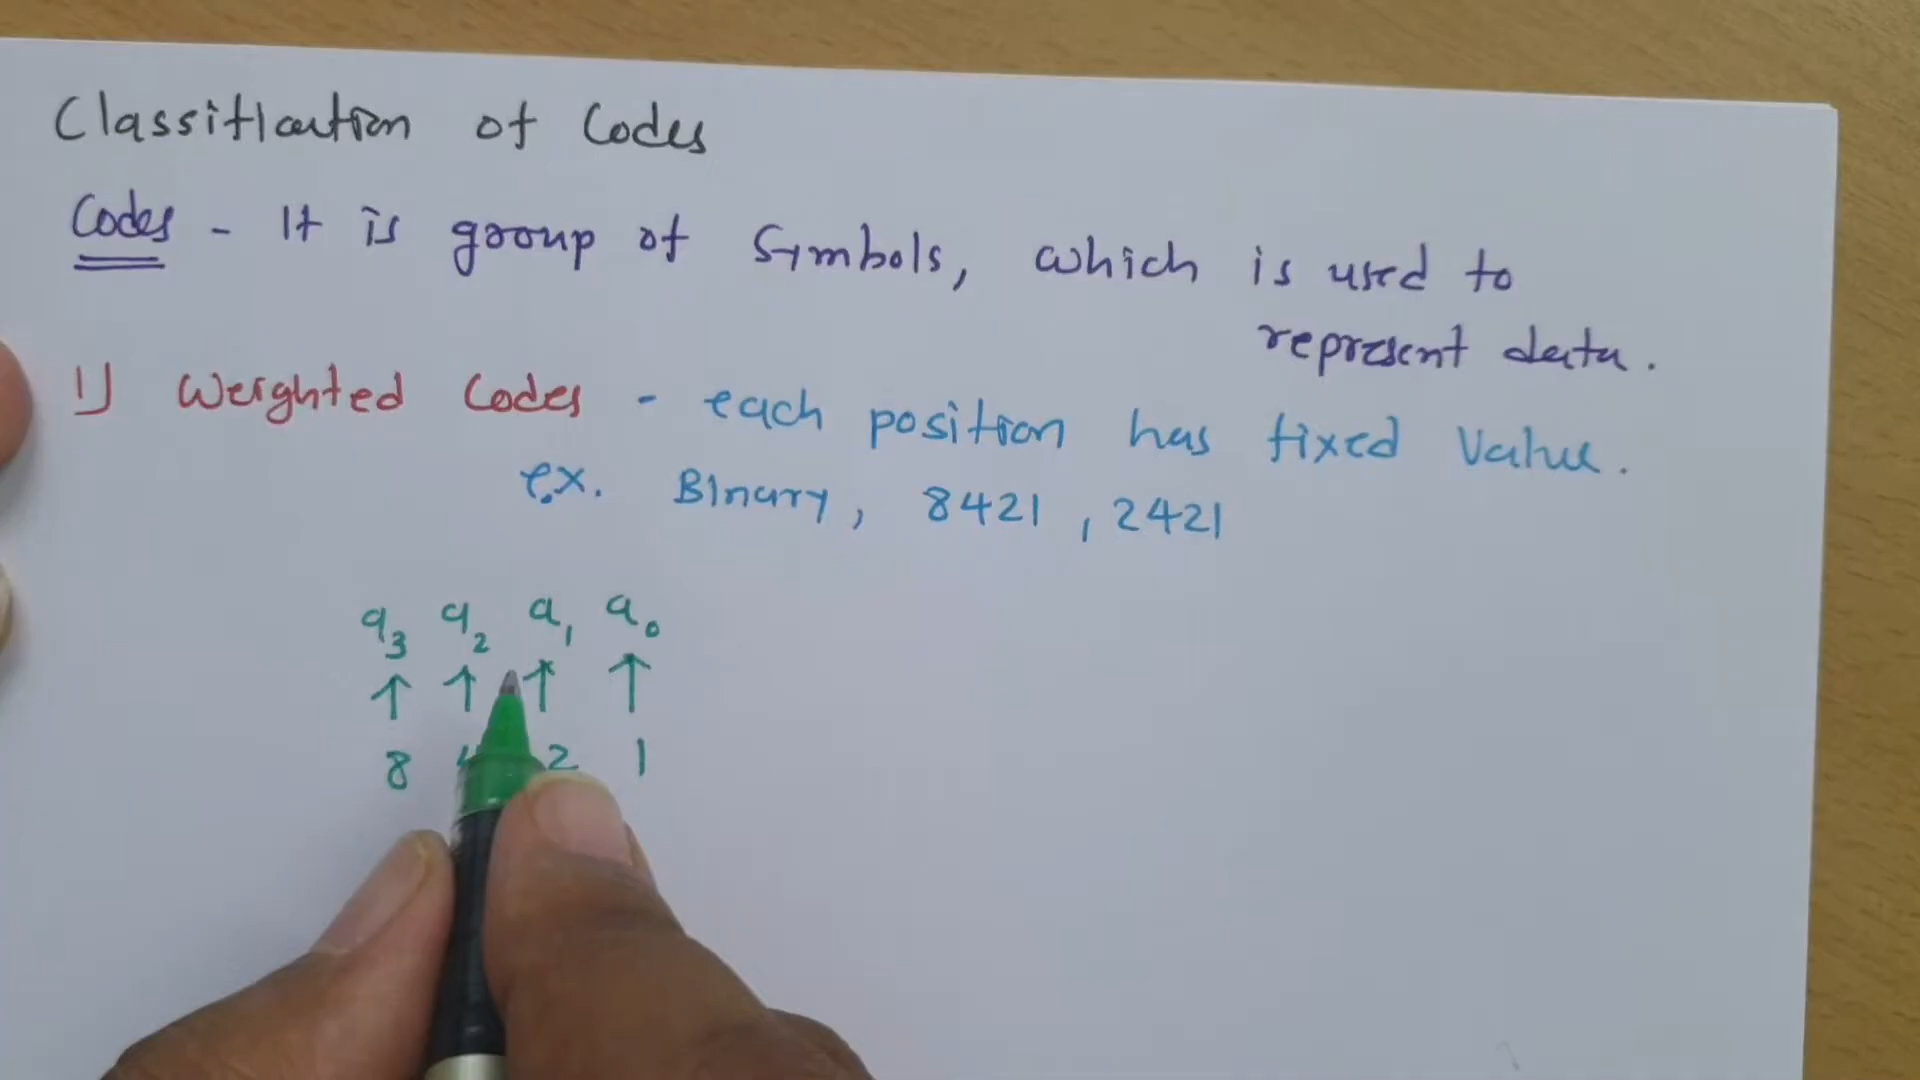 Classification of Codes
Codes - It is group of Symbols, which is used to
represent data.
1) Weighted Codes - each position has fixed Value.
ex. Binary, 8421, 2421
a3 a2 a1 a0
↑ ↑ ↑ ↑
8 4 2 1